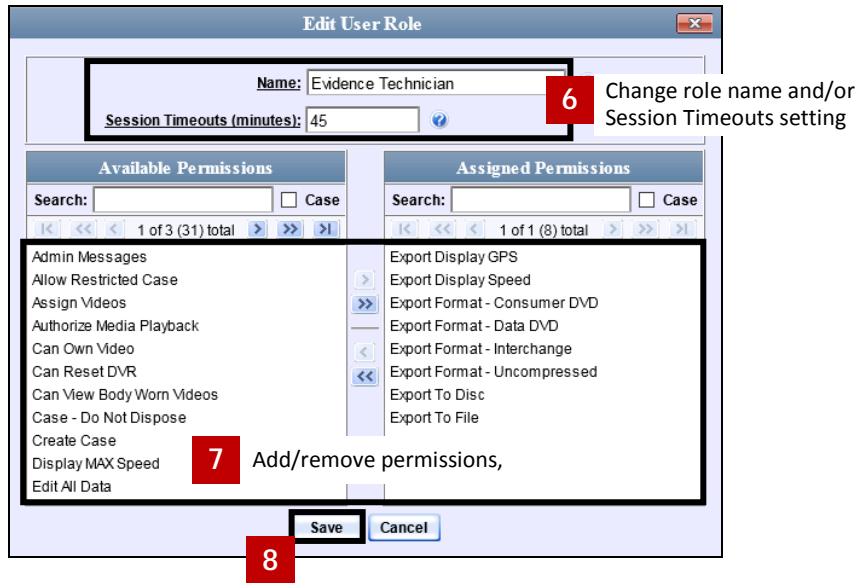 Edit User Role
Name: Evidence Technician
6 Change role name and/or
Session Timeouts setting
Session Timeouts (minutes): 45
Available Permissions
Search: Case
1 of 3 (31) total
Admin Messages
Allow Restricted Case
Assign Videos
Authorize Media Playback
Can Own Video
Can Reset DVR
Can View Body Worn Videos
Case - Do Not Dispose
Create Case
Display MAX Speed
Edit All Data
Assigned Permissions
Search: Case
1 of 1 (8) total
Export Display GPS
Export Display Speed
Export Format - Consumer DVD
Export Format - Data DVD
Export Format - Interchange
Export Format - Uncompressed
Export To Disc
Export To File
7 Add/remove permissions,
Save Cancel
8